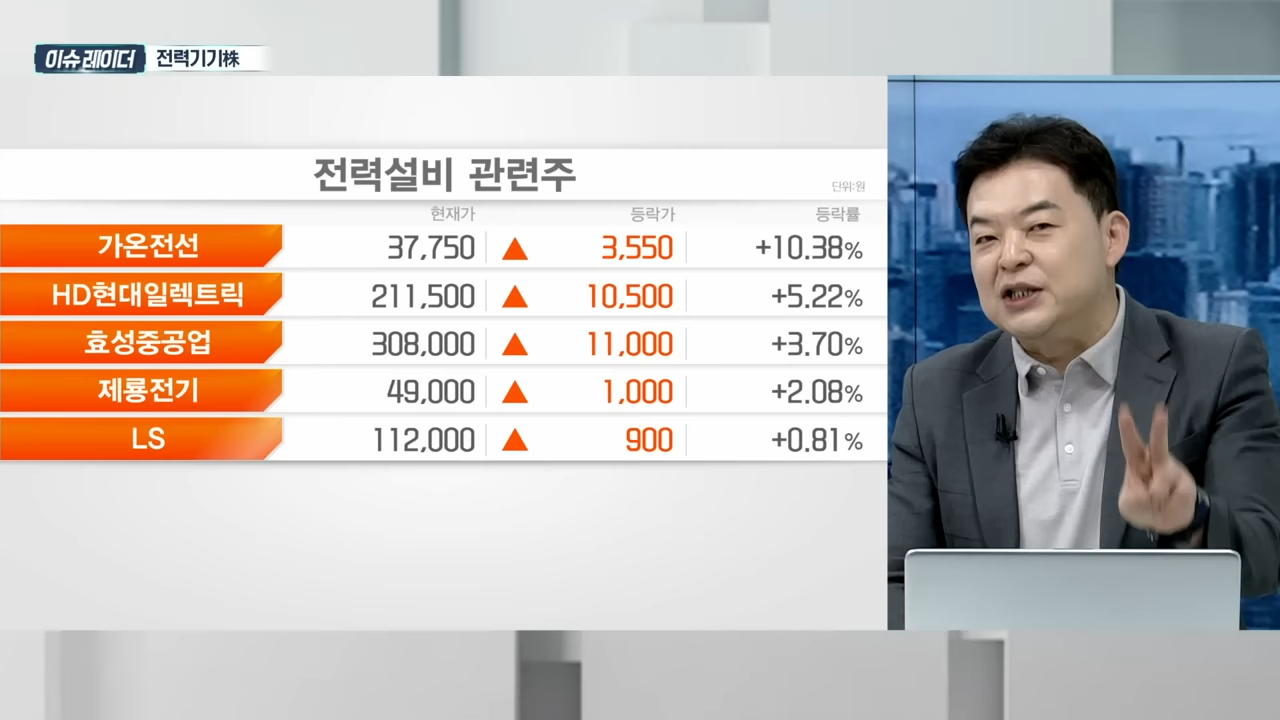 이슈레이더 전력기기株
전력설비 관련주
단위:원
현재가 등락가 등락률
가온전선 37,750 ▲ 3,550 +10.38%
HD현대일렉트릭 211,500 ▲ 10,500 +5.22%
효성중공업 308,000 ▲ 11,000 +3.70%
제룡전기 49,000 ▲ 1,000 +2.08%
LS 112,000 ▲ 900 +0.81%